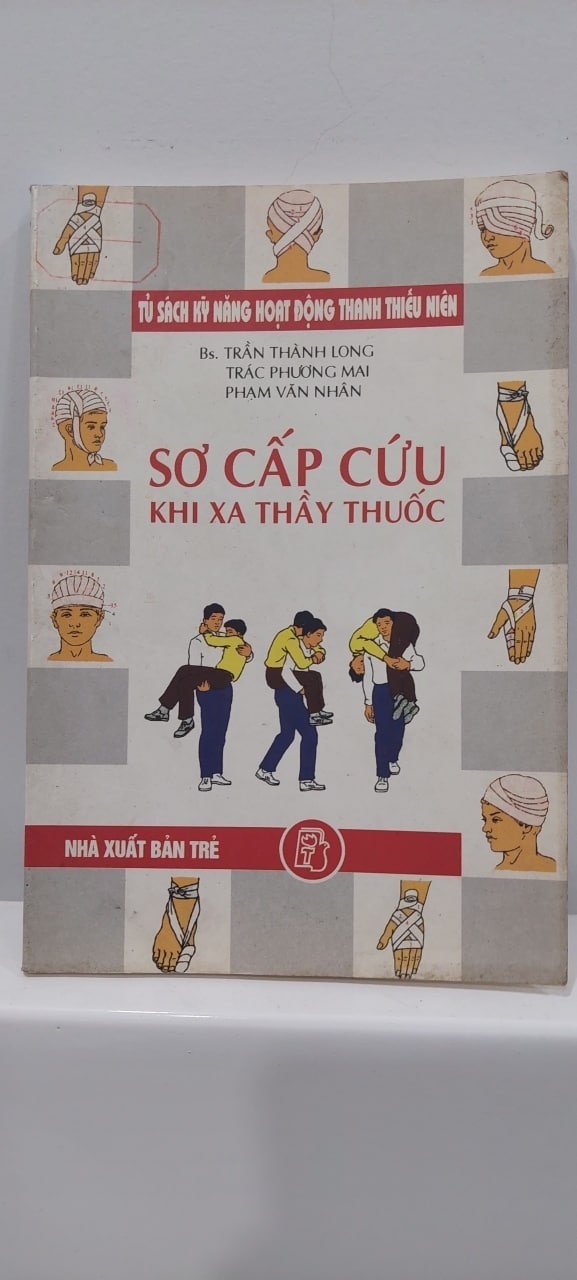 TỦ SÁCH KỸ NĂNG HOẠT ĐỘNG THANH THIẾU NIÊN
Bs. TRẦN THÀNH LONG
TRÁC PHƯƠNG MAI
PHẠM VĂN NHÂN
SƠ CẤP CỨU
KHI XA THẦY THUỐC
NHÀ XUẤT BẢN TRẺ